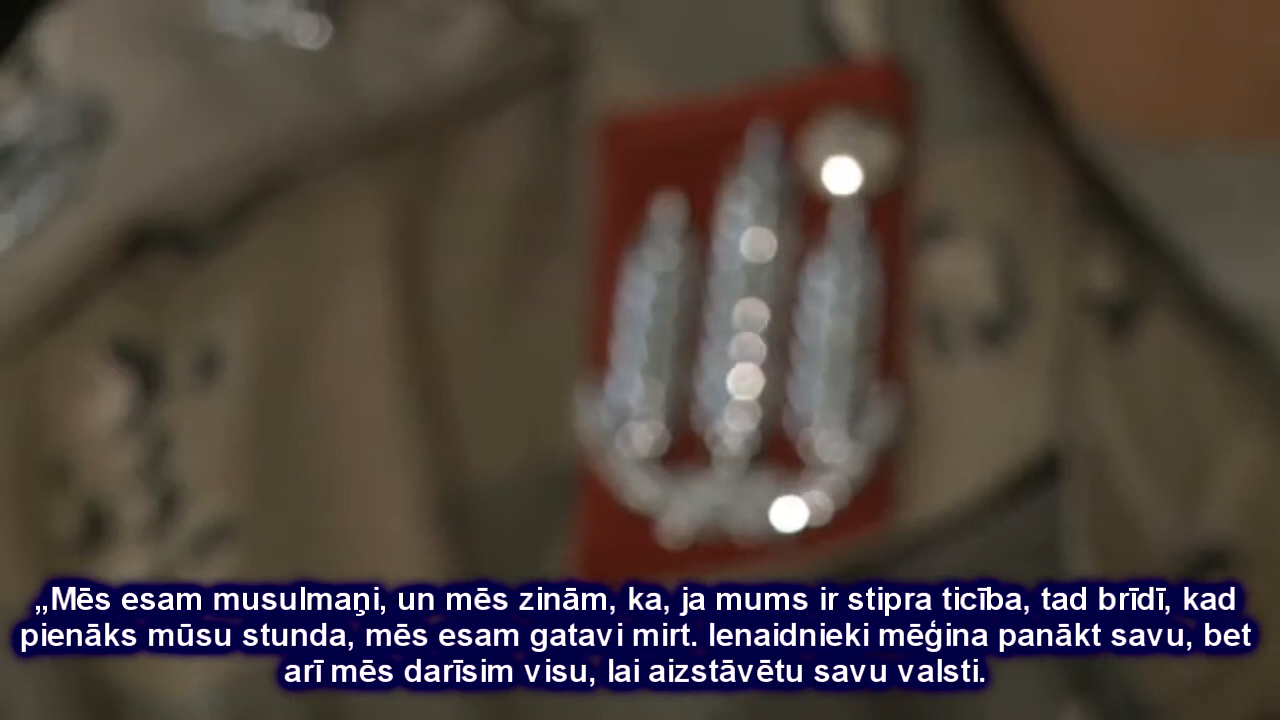 „Mēs esam musulmaņi, un mēs zinām, ka, ja mums ir stipra ticība, tad brīdī, kad
pienāks mūsu stunda, mēs esam gatavi mirt. Ienaidnieki mēģina panākt savu, bet
arī mēs darīsim visu, lai aizstāvētu savu valsti.